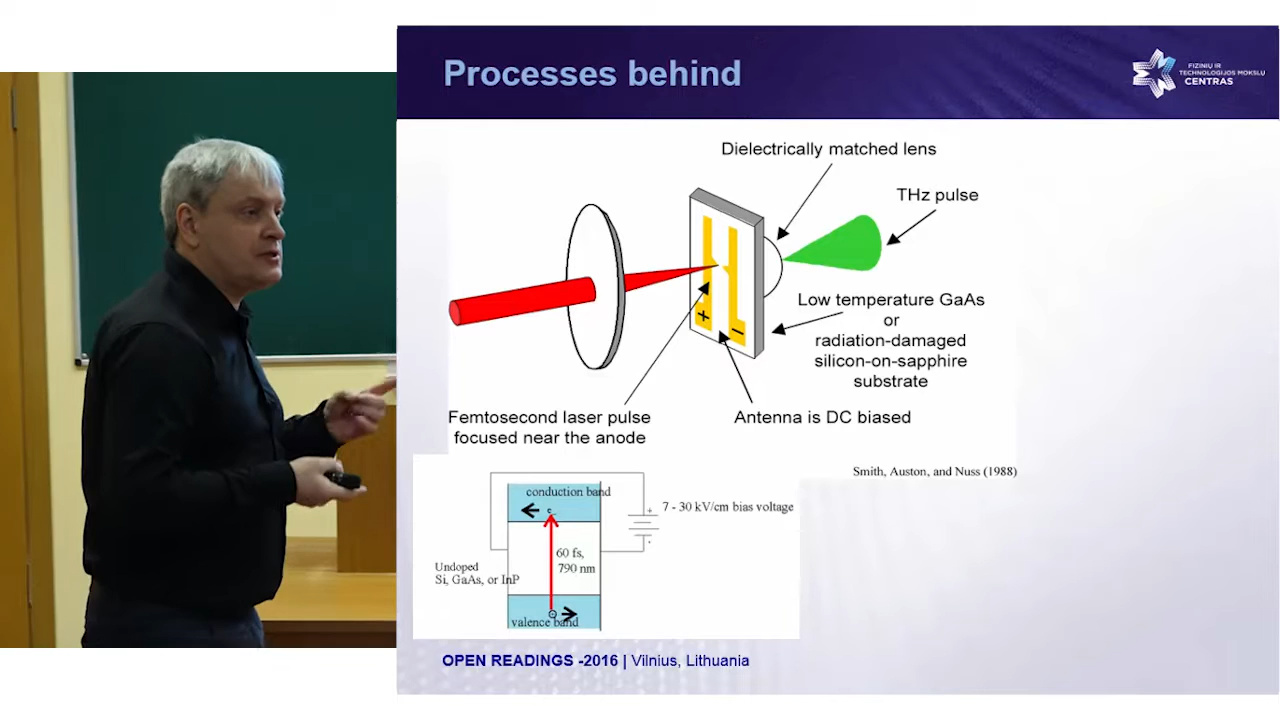 Processes behind
FIZINIŲ IR
TECHNOLOGIJOS MOKSLŲ
CENTRAS
Dielectrically matched lens
THz pulse
Low temperature GaAs
or
radiation-damaged
silicon-on-sapphire
substrate
+
−
Femtosecond laser pulse
focused near the anode
Antenna is DC biased
Smith, Auston, and Nuss (1988)
conduction band
e-
+
7 - 30 kV/cm bias voltage
-
60 fs,
790 nm
Undoped
Si, GaAs, or InP
+
valence band
OPEN READINGS -2016 | Vilnius, Lithuania